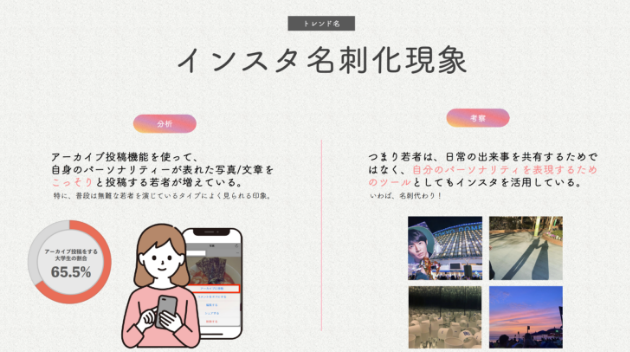 トレンド名
インスタ名刺化現象
分析
アーカイブ投稿機能を使って、
自身のパーソナリティーが表れた写真/文章を
こっそりと投稿する若者が増えている。
特に、普段は無難な若者を演じているタイプによく見られる印象。
アーカイブ投稿をする
大学生の割合
65.5%
考察
つまり若者は、日常の出来事を共有するためで
はなく、自分のパーソナリティを表現するため
のツールとしてもインスタを活用している。
いわば、名刺代わり！